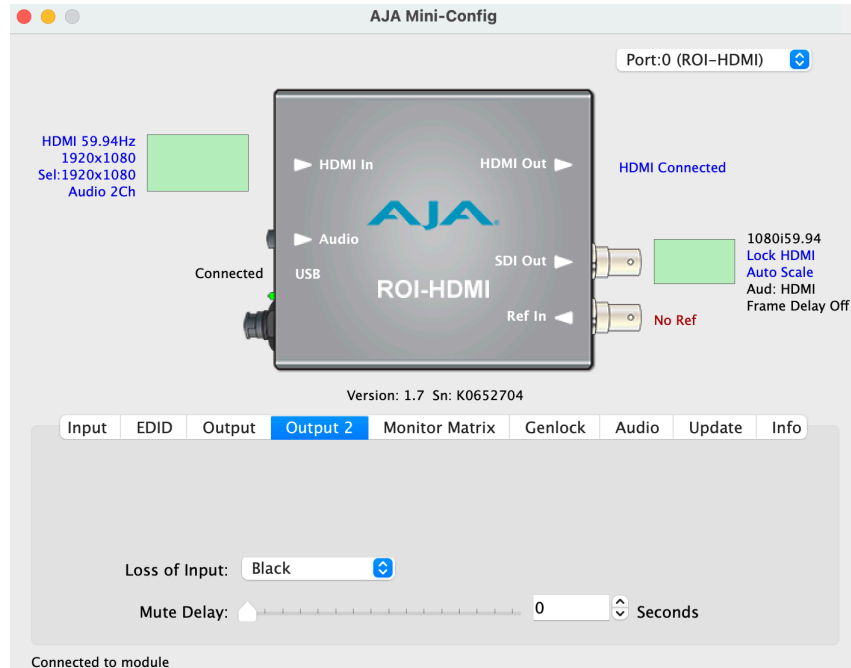 AJA Mini-Config
Port:0 (ROI-HDMI)
HDMI 59.94Hz
1920x1080
Sel:1920x1080
Audio 2Ch
HDMI In
HDMI Out
HDMI Connected
AJA
Audio
Connected
USB
SDI Out
ROI-HDMI
Ref In
1080i59.94
Lock HDMI
Auto Scale
Aud: HDMI
Frame Delay Off
No Ref
Version: 1.7 Sn: K0652704
Input EDID Output Output 2 Monitor Matrix Genlock Audio Update Info
Loss of Input: Black
Mute Delay: 0 Seconds
Connected to module